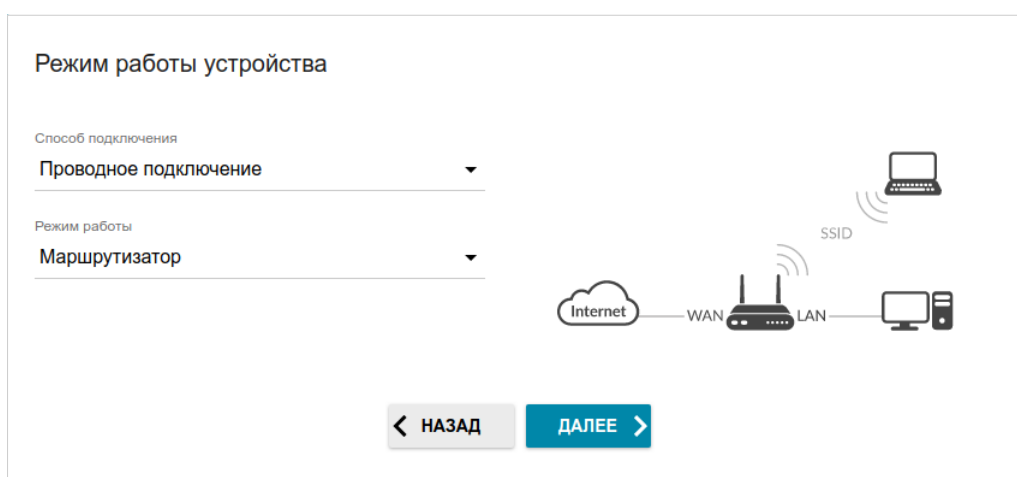 Режим работы устройства
Способ подключения
Проводное подключение
Режим работы
Маршрутизатор
SSID
Internet
WAN
LAN
НАЗАД
ДАЛЕЕ